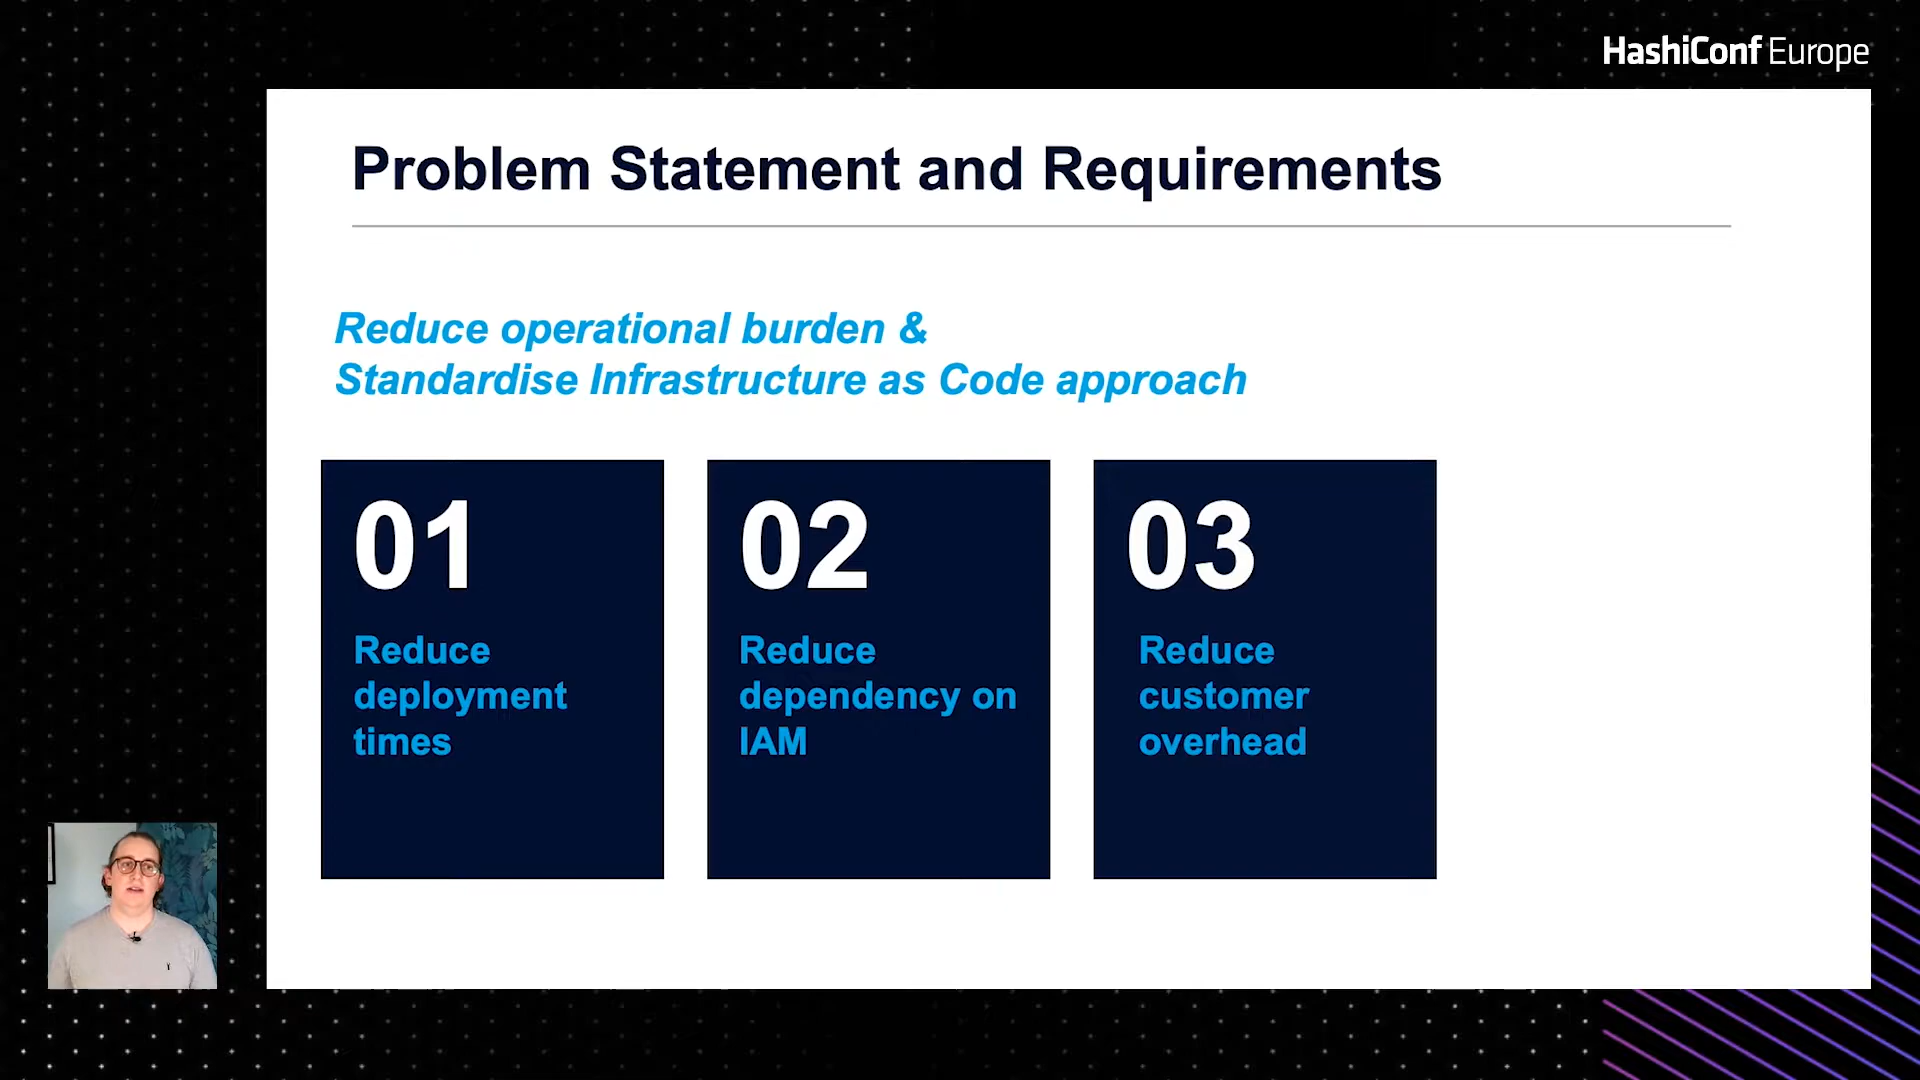 HashiConf Europe
Problem Statement and Requirements
Reduce operational burden &
Standardise Infrastructure as Code approach
01
Reduce
deployment
times
02
Reduce
dependency on
IAM
03
Reduce
customer
overhead